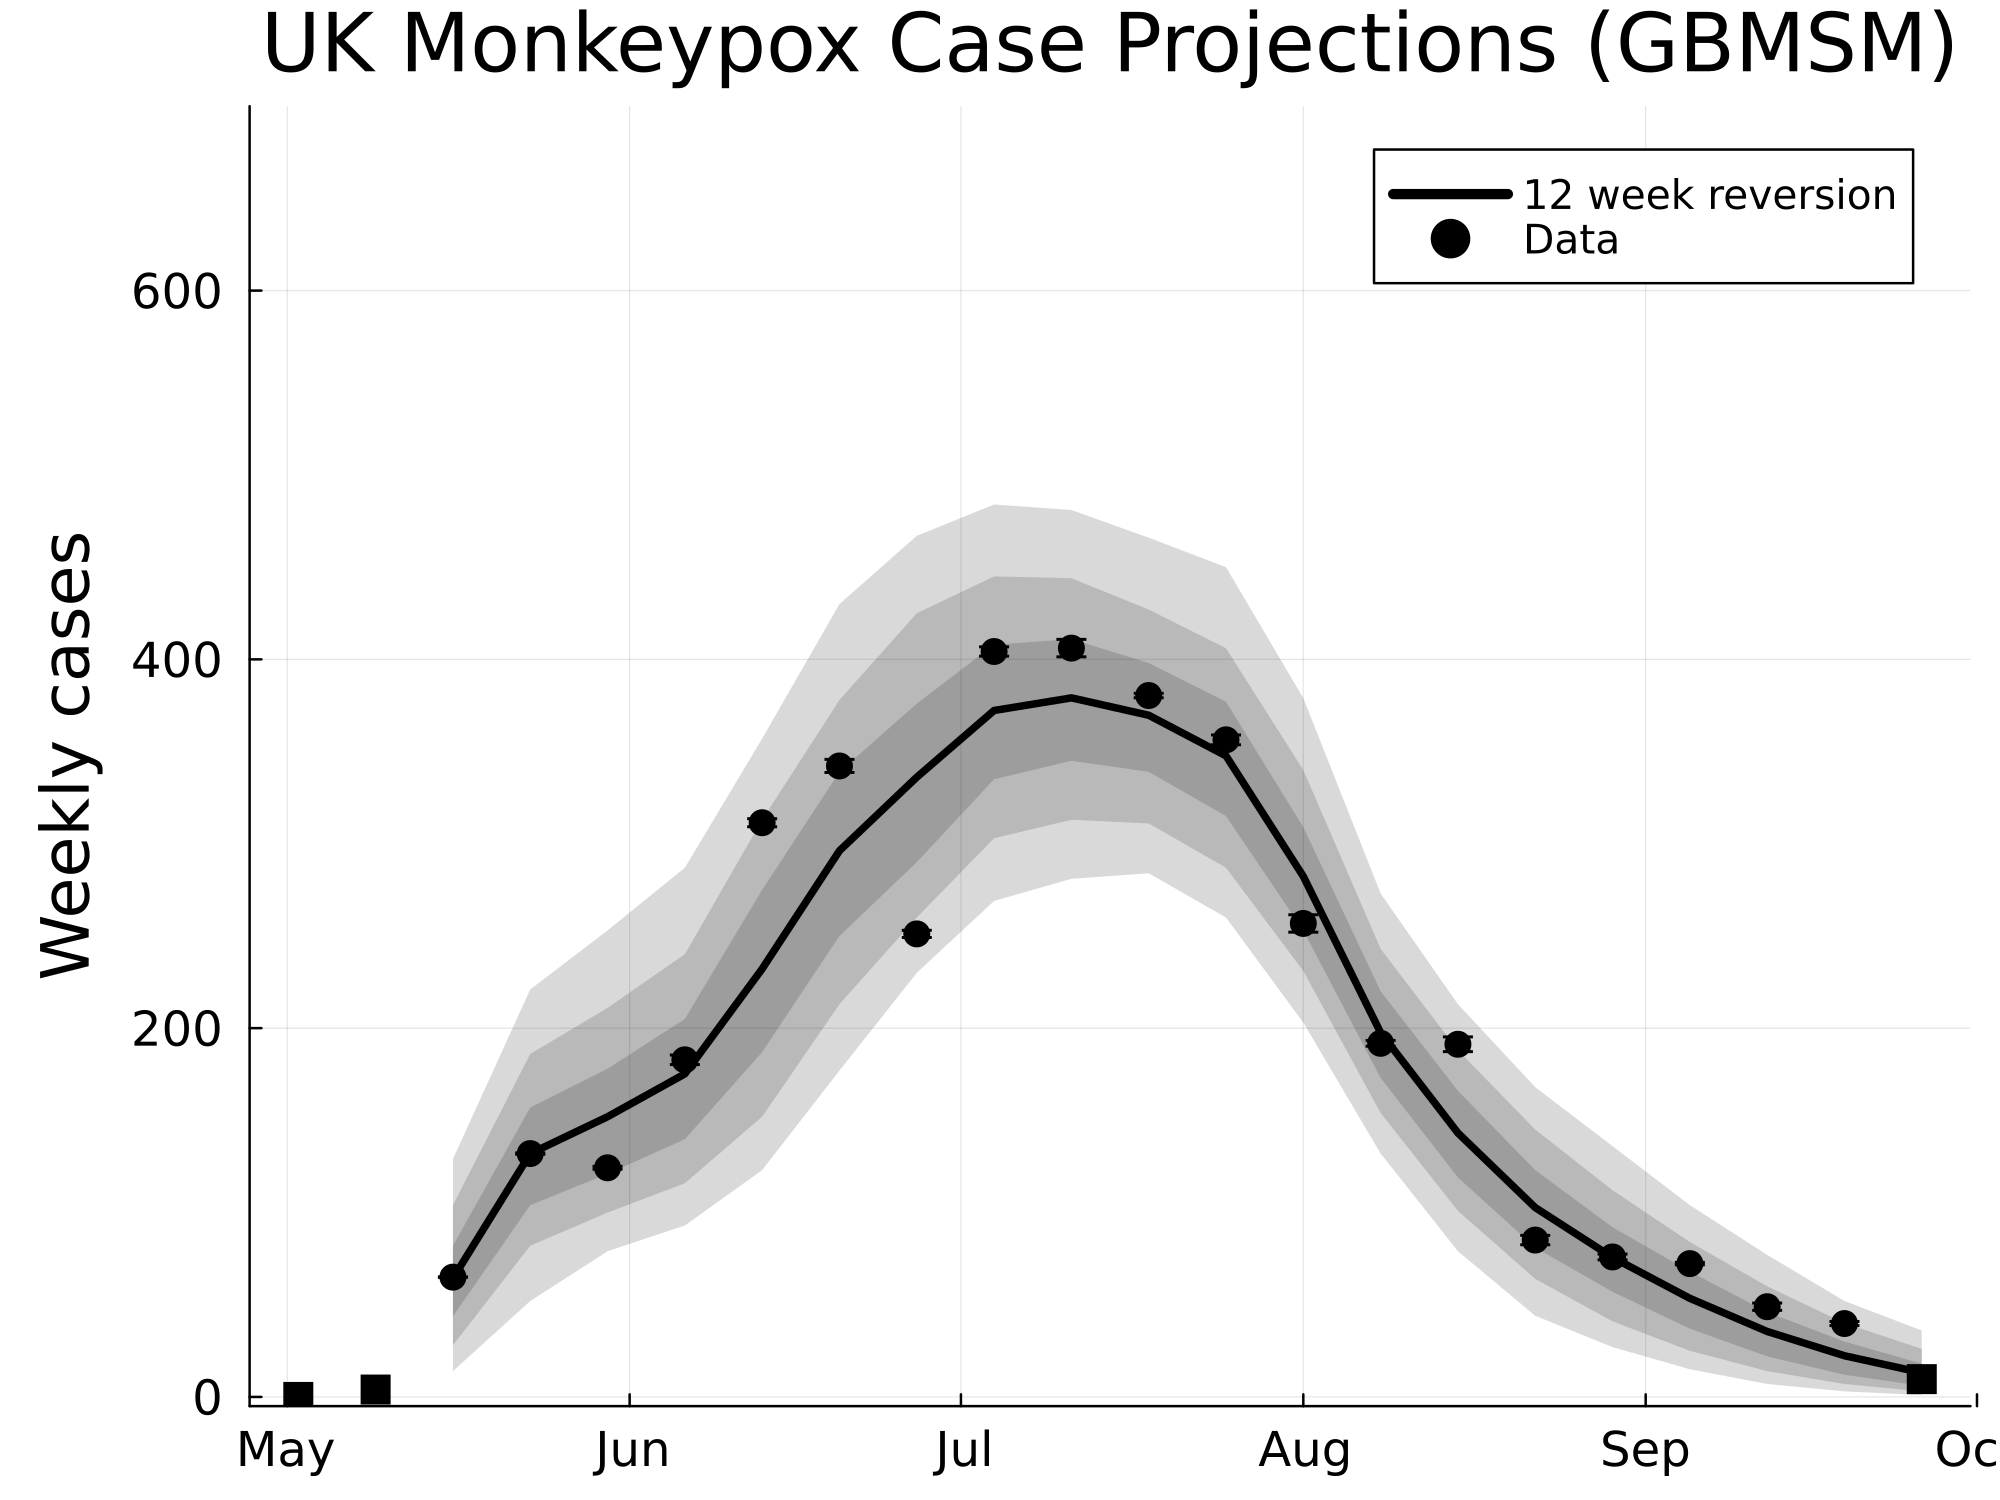 UK Monkeypox Case Projections (GBMSM)
12 week reversion
Data
Weekly cases
600
400
200
0
May Jun Jul Aug Sep Oc